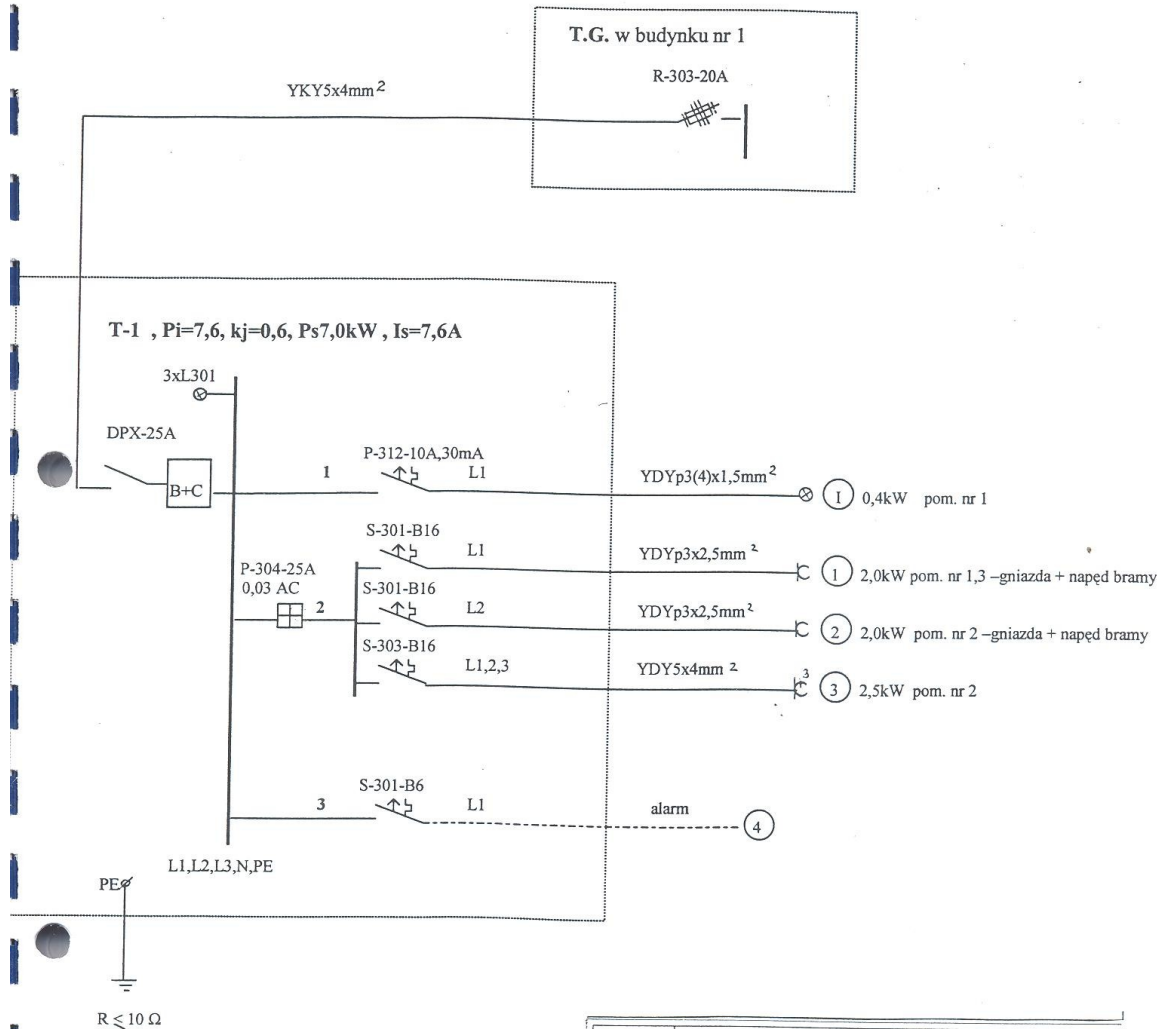 T.G. w budynku nr 1
R-303-20A
YKY5x4mm²
T-1 , Pi=7,6, kj=0,6, Ps7,0kW , Is=7,6A
3xL301
DPX-25A
B+C
1
P-312-10A,30mA
L1
YDYp3(4)x1,5mm²
I
0,4kW pom. nr 1
S-301-B16
L1
YDYp3x2,5mm²
1
2,0kW pom. nr 1,3 –gniazda + napęd bramy
P-304-25A
0,03 AC
2
S-301-B16
L2
YDYp3x2,5mm²
2
2,0kW pom. nr 2 –gniazda + napęd bramy
S-303-B16
L1,2,3
YDY5x4mm²
3
3
2,5kW pom. nr 2
3
S-301-B6
L1
alarm
4
L1,L2,L3,N,PE
PE
R ≤ 10 Ω